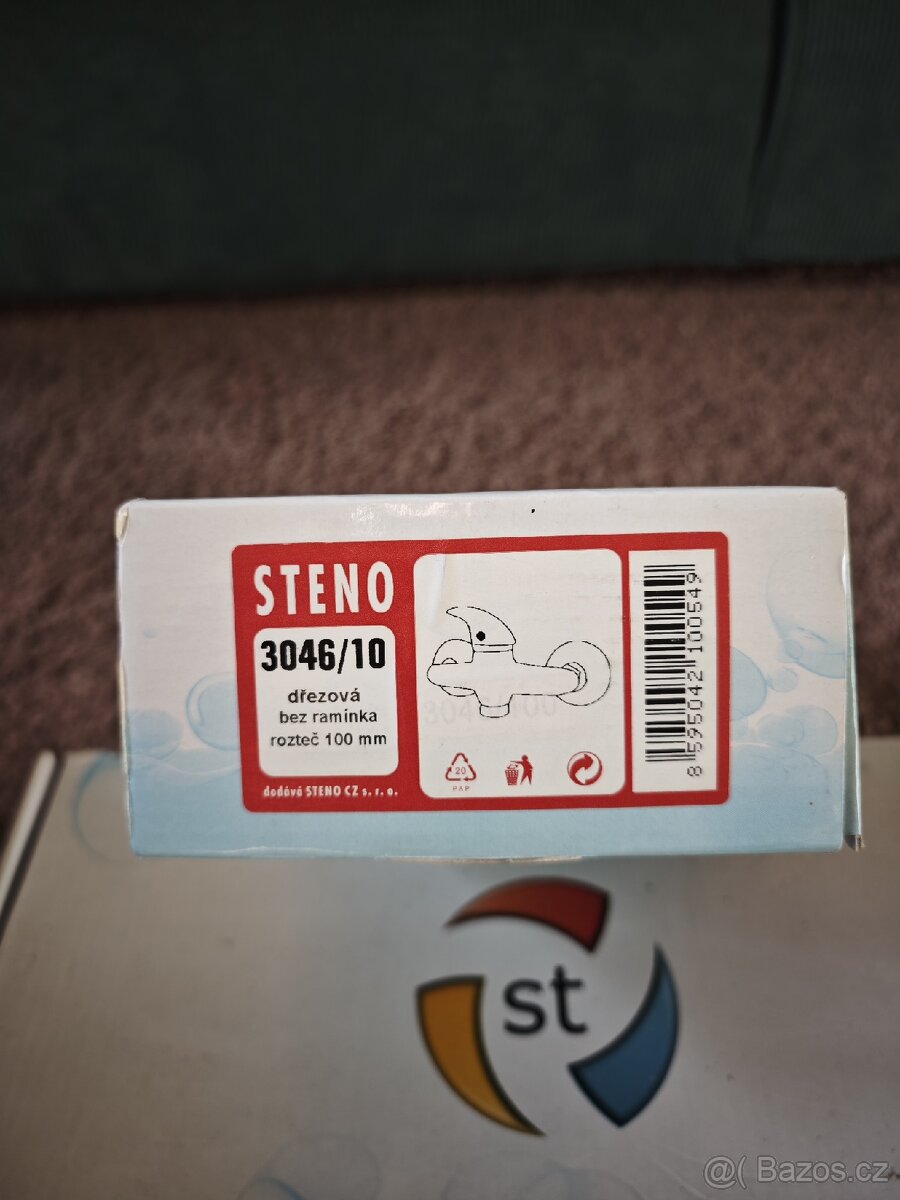 STENO
3046/10
dřezová
bez ramínka
rozteč 100 mm
dodává STENO CZ s. r. o.
20
PAP
8 595042 100549
st
@( Bazos.cz